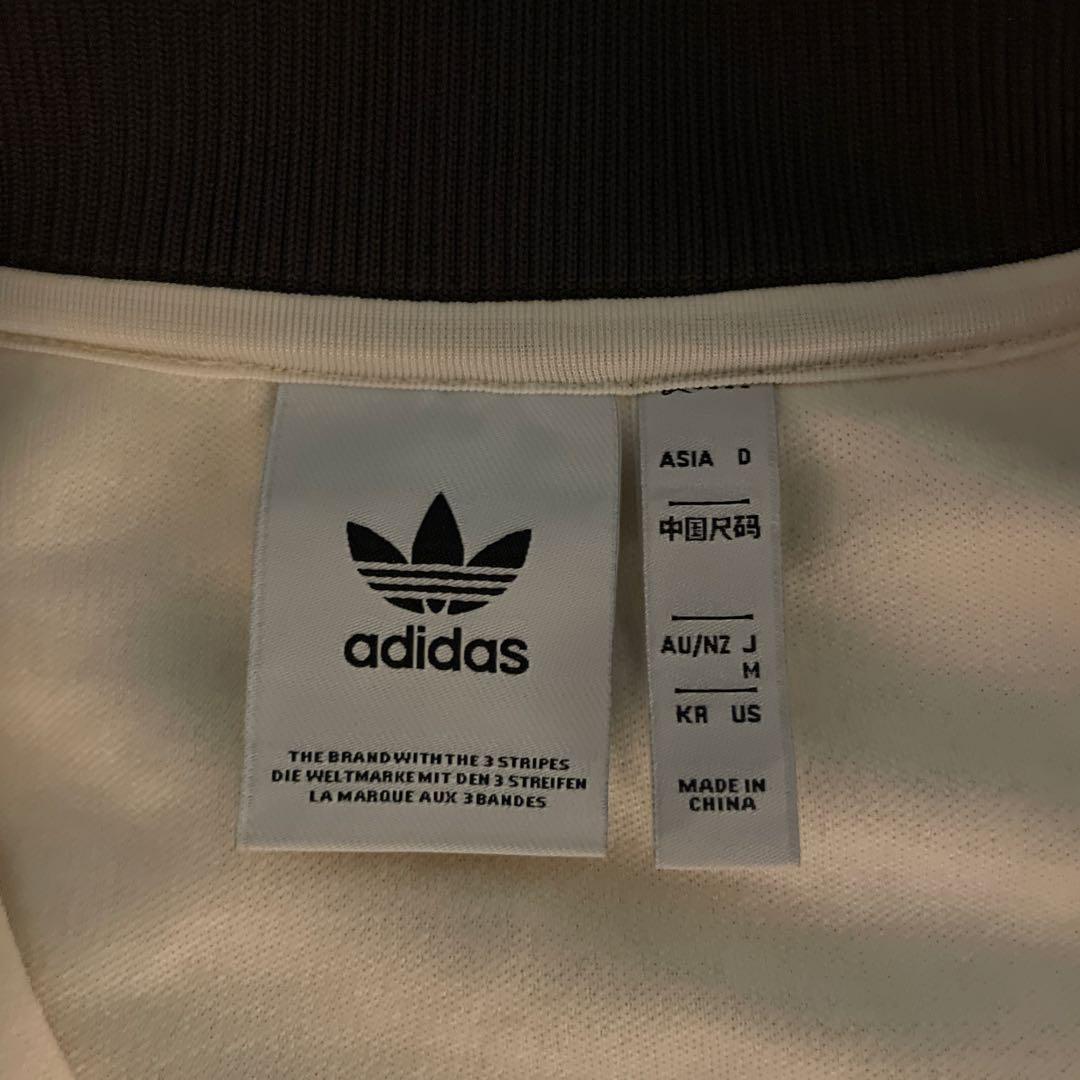 adidas
THE BRAND WITH THE 3 STRIPES
DIE WELTMARKE MIT DEN 3 STREIFEN
LA MARQUE AUX 3 BANDES
ASIA D
中国尺码
AU/NZ J
M
KR US
MADE IN
CHINA